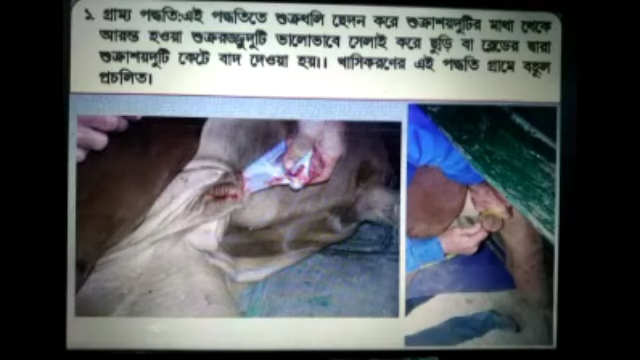 ১. গ্রাম্য পদ্ধতি:এই পদ্ধতিতে শুক্রথলি ছেদন করে শুক্রাশয়দুটির মাথা থেকে
আরম্ভ হওয়া শুক্ররজ্জুদুটি ভালোভাবে সেলাই করে ছুড়ি বা ব্লেডের দ্বারা
শুক্রাশয়দুটি কেটে বাদ দেওয়া হয়।। খাসিকরণের এই পদ্ধতি গ্রামে বহুল
প্রচলিত।